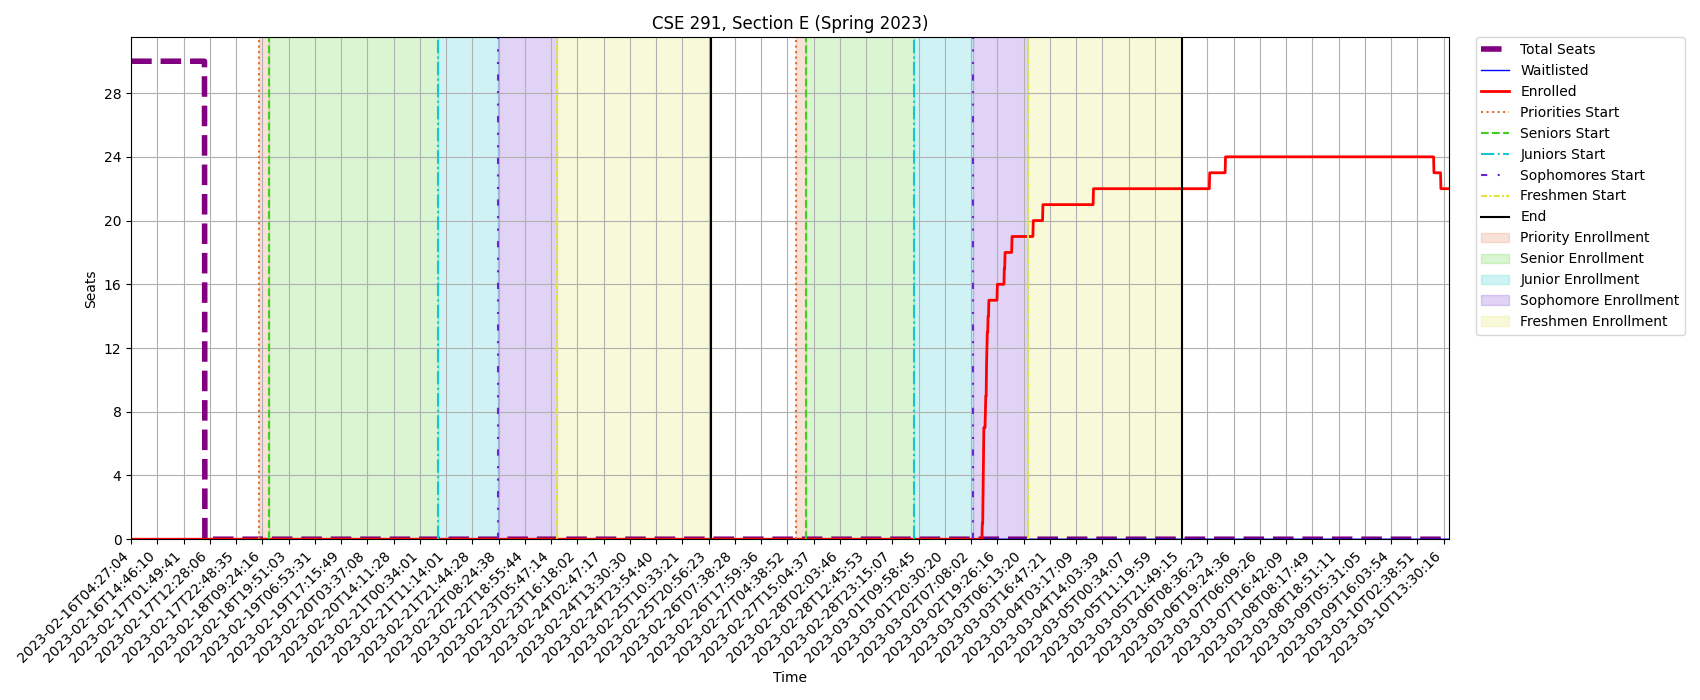 CSE 291, Section E (Spring 2023)
Seats
28
24
20
16
12
8
4
0
2023-02-16T04:27:04
2023-02-16T14:46:10
2023-02-17T01:49:41
2023-02-17T12:28:06
2023-02-17T22:48:35
2023-02-18T09:24:16
2023-02-18T19:51:03
2023-02-19T06:53:31
2023-02-19T17:15:49
2023-02-20T03:37:08
2023-02-20T14:11:28
2023-02-21T00:34:01
2023-02-21T11:14:01
2023-02-21T21:44:28
2023-02-22T08:24:38
2023-02-22T18:55:44
2023-02-23T05:47:14
2023-02-23T16:18:02
2023-02-24T02:47:17
2023-02-24T13:30:30
2023-02-24T23:54:40
2023-02-25T10:33:21
2023-02-25T20:56:23
2023-02-26T07:38:28
2023-02-26T17:59:36
2023-02-27T04:38:52
2023-02-27T15:04:37
2023-02-28T02:03:46
2023-02-28T12:45:53
2023-02-28T23:15:07
2023-03-01T09:58:45
2023-03-01T20:30:20
2023-03-02T07:08:02
2023-03-02T19:26:16
2023-03-03T06:13:20
2023-03-03T16:47:21
2023-03-04T03:17:09
2023-03-04T14:03:39
2023-03-05T00:34:07
2023-03-05T11:19:59
2023-03-05T21:49:15
2023-03-06T08:36:23
2023-03-06T19:24:36
2023-03-07T06:09:26
2023-03-07T16:42:09
2023-03-08T08:17:49
2023-03-08T18:51:11
2023-03-09T05:31:05
2023-03-09T16:03:54
2023-03-10T02:38:51
2023-03-10T13:30:16
Time
Total Seats
Waitlisted
Enrolled
Priorities Start
Seniors Start
Juniors Start
Sophomores Start
Freshmen Start
End
Priority Enrollment
Senior Enrollment
Junior Enrollment
Sophomore Enrollment
Freshmen Enrollment